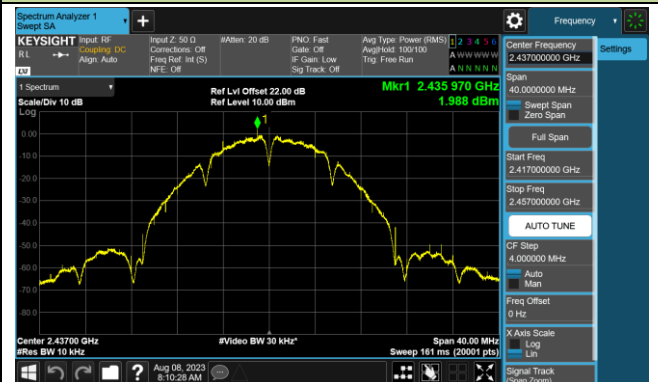 Spectrum Analyzer 1
Swept SA
Frequency
KEYSIGHT
RL
Input: RF
Coupling: DC
Align: Auto
Input Z: 50 Ω
Corrections: Off
Freq Ref: Int (S)
NFE: Off
#Atten: 20 dB
PNO: Fast
Gate: Off
IF Gain: Low
Sig Track: Off
Avg Type: Power (RMS)
Avg|Hold: 100/100
Trig: Free Run
1 2 3 4 5 6
A W W W W W
A N N N N N
LXI
1 Spectrum
Scale/Div 10 dB
Log
Ref Lvl Offset 22.00 dB
Ref Level 10.00 dBm
Mkr1 2.435 970 GHz
1.988 dBm
1
0.00
-10.0
-20.0
-30.0
-40.0
-50.0
-60.0
-70.0
-80.0
Center 2.43700 GHz
#Res BW 10 kHz
#Video BW 30 kHz*
Span 40.00 MHz
Sweep 161 ms (20001 pts)
Aug 08, 2023
8:10:28 AM
Center Frequency
2.437000000 GHz
Span
40.0000000 MHz
Swept Span
Zero Span
Full Span
Start Freq
2.417000000 GHz
Stop Freq
2.457000000 GHz
AUTO TUNE
CF Step
4.000000 MHz
Auto
Man
Freq Offset
0 Hz
X Axis Scale
Log
Lin
Signal Track
(Span Zoom)
Settings